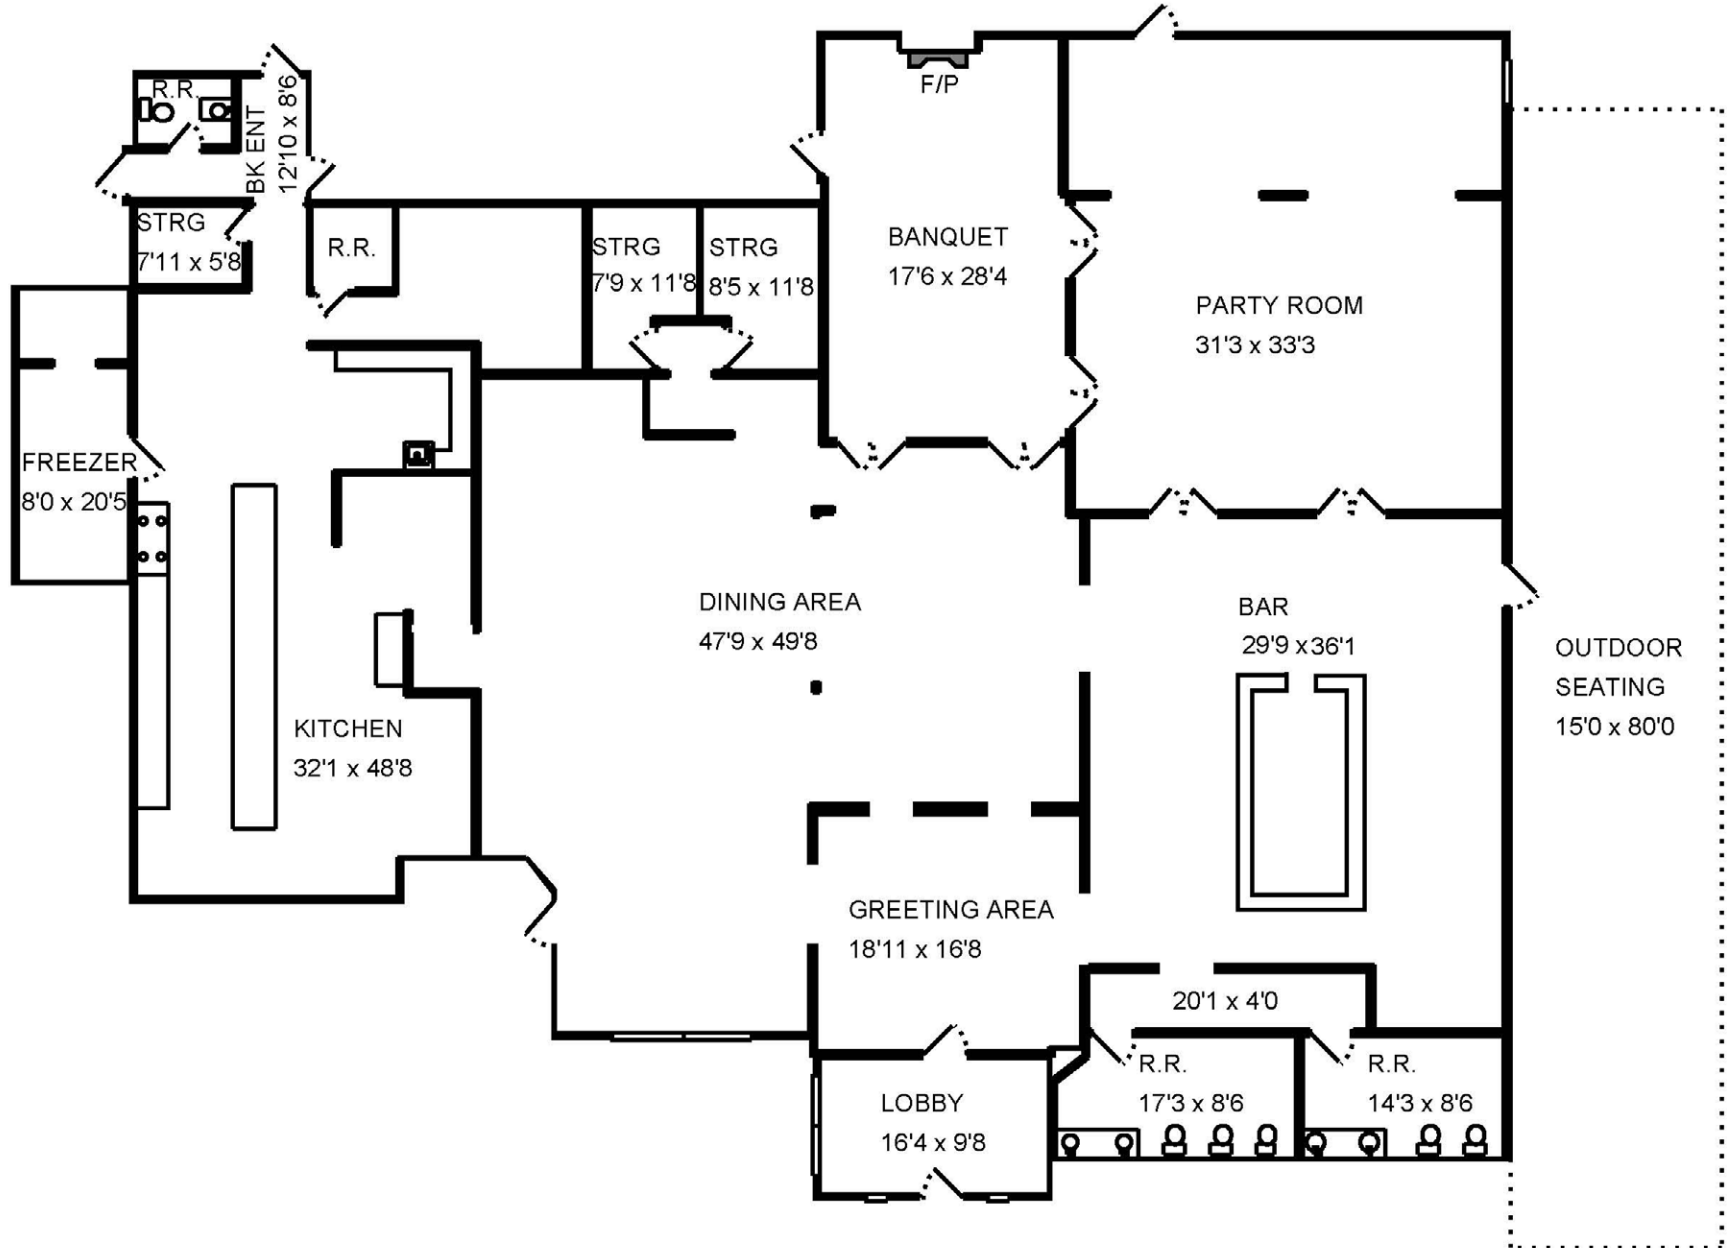 R.R.
BK ENT
12'10 x 8'6
F/P
STRG
7'11 x 5'8
R.R.
STRG
7'9 x 11'8
STRG
8'5 x 11'8
BANQUET
17'6 x 28'4
PARTY ROOM
31'3 x 33'3
FREEZER
8'0 x 20'5
DINING AREA
47'9 x 49'8
BAR
29'9 x 36'1
OUTDOOR
SEATING
15'0 x 80'0
KITCHEN
32'1 x 48'8
GREETING AREA
18'11 x 16'8
20'1 x 4'0
R.R.
17'3 x 8'6
R.R.
14'3 x 8'6
LOBBY
16'4 x 9'8